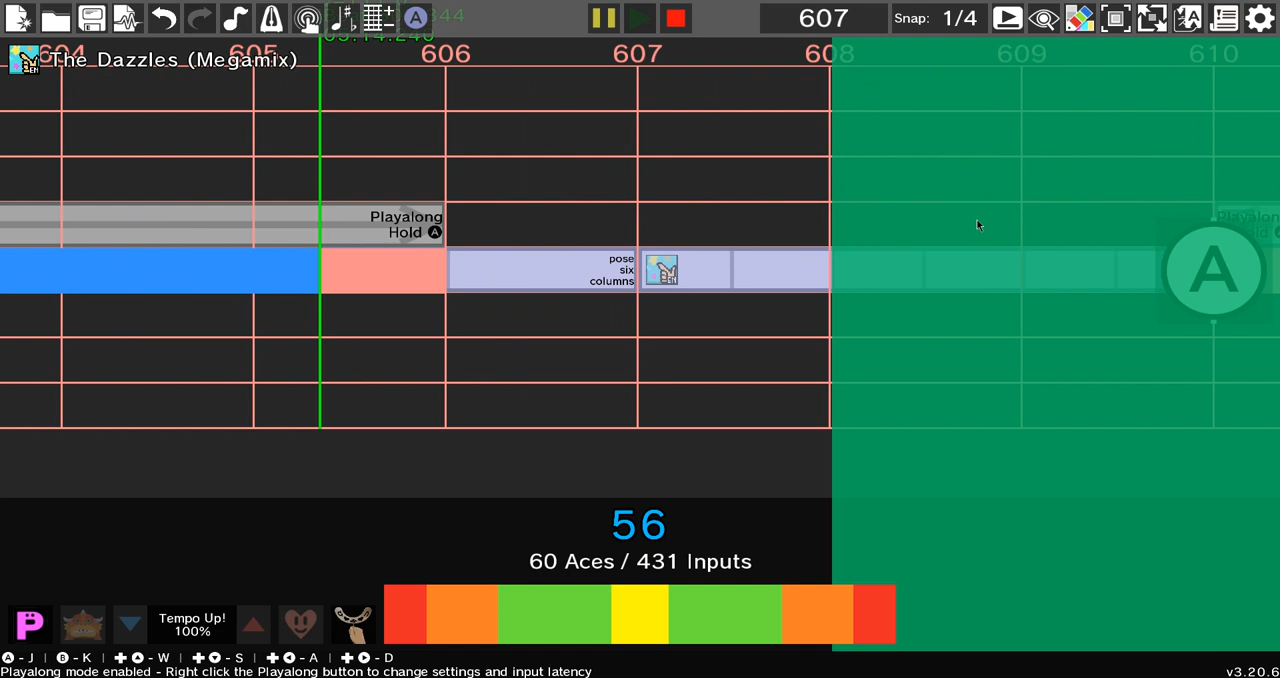 A
607
Snap: 1/4
604 605 606 607 608 609 610
The Dazzles (Megamix)
Playalong
Hold A
Playalon
pose
six
columns
EN
A
56
60 Aces / 431 Inputs
P
Tempo Up!
100%
A - J | B - K | - W | - S | - A | - D
Playalong mode enabled - Right click the Playalong button to change settings and input latency
v3.20.6